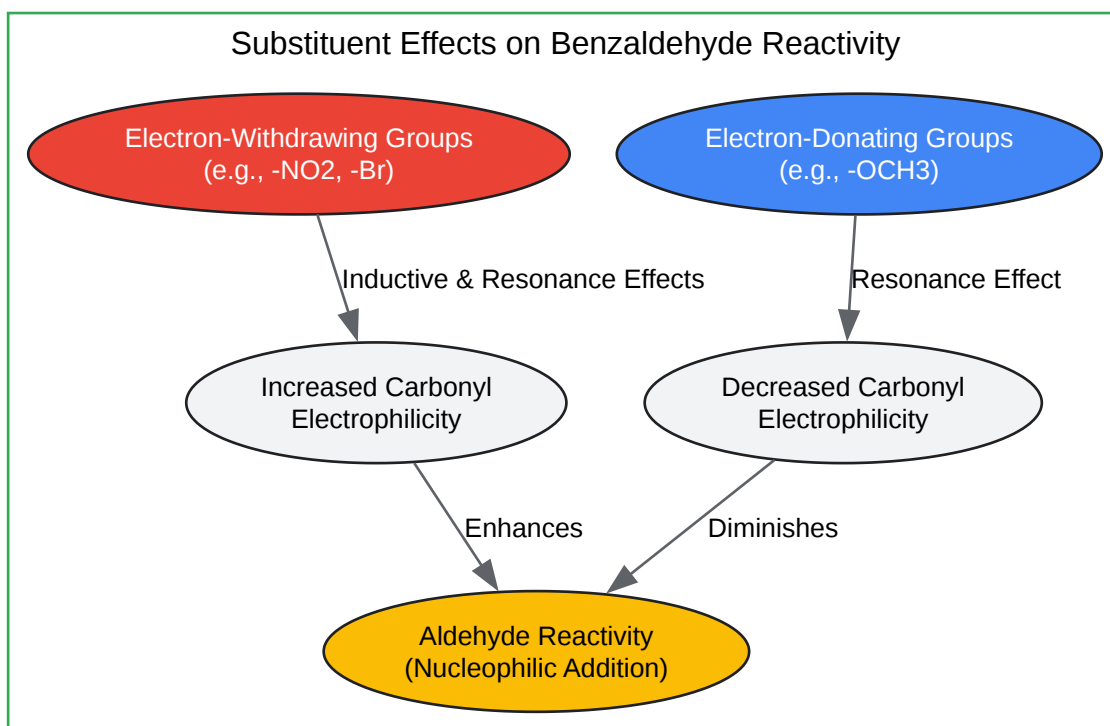 Substituent Effects on Benzaldehyde Reactivity
Electron-Withdrawing Groups
(e.g., -NO2, -Br)
Electron-Donating Groups
(e.g., -OCH3)
Inductive & Resonance Effects
Resonance Effect
Increased Carbonyl
Electrophilicity
Decreased Carbonyl
Electrophilicity
Enhances
Diminishes
Aldehyde Reactivity
(Nucleophilic Addition)